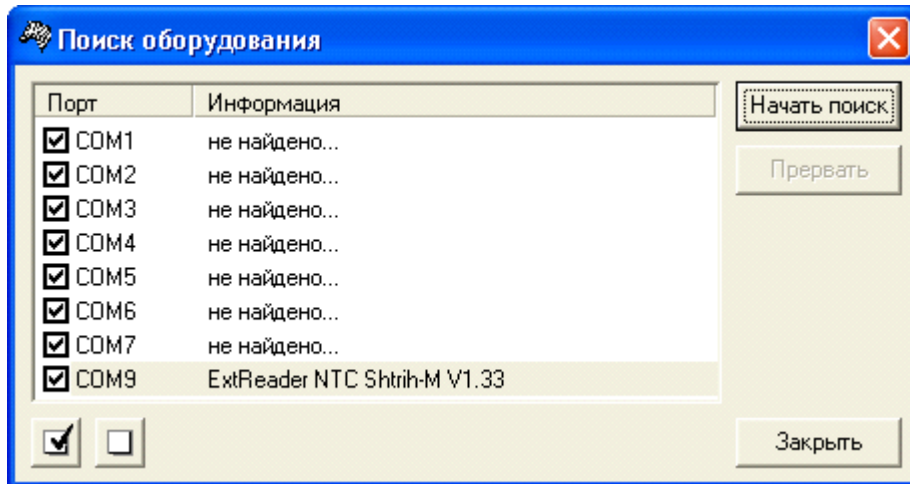 Поиск оборудования
Порт Информация
COM1 не найдено...
COM2 не найдено...
COM3 не найдено...
COM4 не найдено...
COM5 не найдено...
COM6 не найдено...
COM7 не найдено...
COM9 ExtReader NTC Shtrih-M V1.33
Начать поиск
Прервать
Закрыть